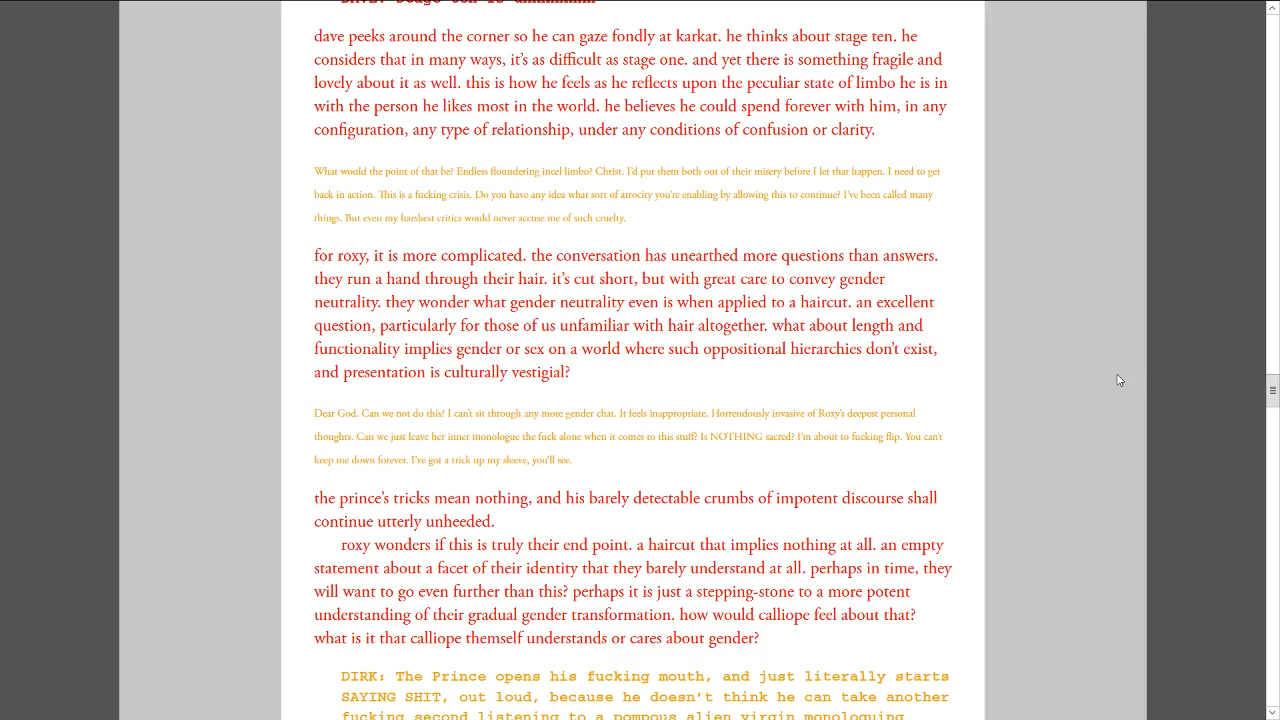 dave peeks around the corner so he can gaze fondly at karkat. he thinks about stage ten. he
considers that in many ways, it’s as difficult as stage one. and yet there is something fragile and
lovely about it as well. this is how he feels as he reflects upon the peculiar state of limbo he is in
with the person he likes most in the world. he believes he could spend forever with him, in any
configuration, any type of relationship, under any conditions of confusion or clarity.
What would the point of that be? Endless floundering incel limbo? Christ. I’d put them both out of their misery before I let that happen. I need to get
back in action. This is a fucking crisis. Do you have any idea what sort of atrocity you’re enabling by allowing this to continue? I’ve been called many
things. But even my harshest critics would never accuse me of such cruelty.
for roxy, it is more complicated. the conversation has unearthed more questions than answers.
they run a hand through their hair. it’s cut short, but with great care to convey gender
neutrality. they wonder what gender neutrality even is when applied to a haircut. an excellent
question, particularly for those of us unfamiliar with hair altogether. what about length and
functionality implies gender or sex on a world where such oppositional hierarchies don’t exist,
and presentation is culturally vestigial?
Dear God. Can we not do this? I can’t sit through any more gender chat. It feels inappropriate. Horrendously invasive of Roxy’s deepest personal
thoughts. Can we just leave her inner monologue the fuck alone when it comes to this stuff? Is NOTHING sacred? I’m about to fucking flip. You can’t
keep me down forever. I’ve got a trick up my sleeve, you’ll see.
the prince’s tricks mean nothing, and his barely detectable crumbs of impotent discourse shall
continue utterly unheeded.
roxy wonders if this is truly their end point. a haircut that implies nothing at all. an empty
statement about a facet of their identity that they barely understand at all. perhaps in time, they
will want to go even further than this? perhaps it is just a stepping-stone to a more potent
understanding of their gradual gender transformation. how would calliope feel about that?
what is it that calliope themself understands or cares about gender?
DIRK: The Prince opens his fucking mouth, and just literally starts
SAYING SHIT, out loud, because he doesn’t think he can take another
fucking second listening to a pompous alien virgin monologuing